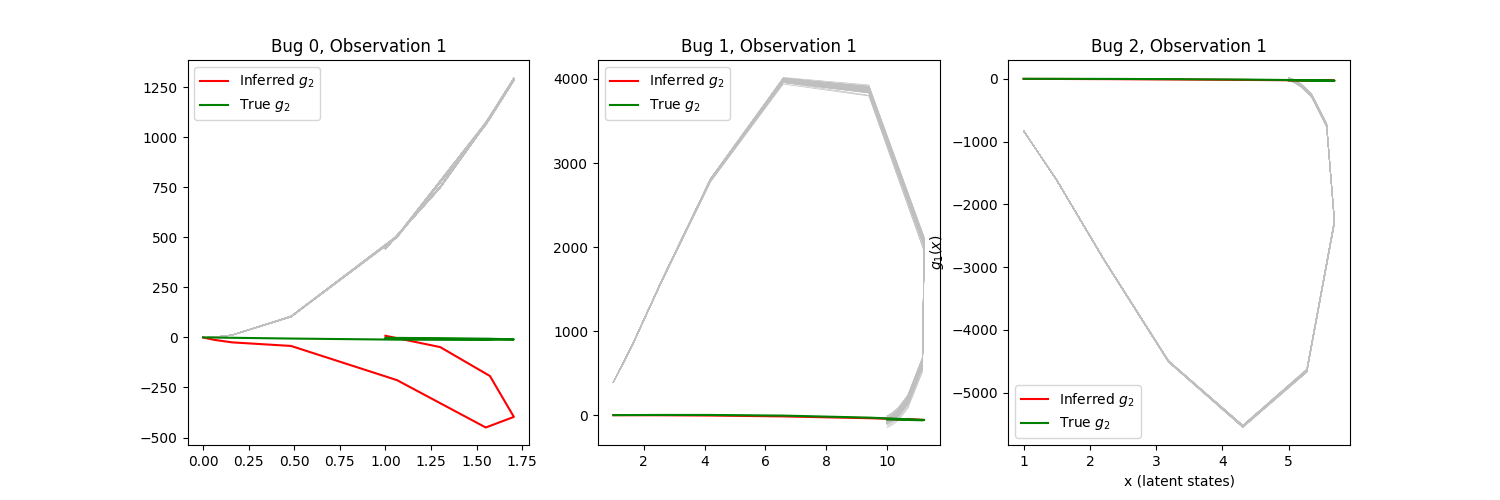 Bug 0, Observation 1
Inferred g₂
True g₂
1250
1000
750
500
250
0
−250
−500
0.00 0.25 0.50 0.75 1.00 1.25 1.50 1.75
Bug 1, Observation 1
Inferred g₂
True g₂
4000
3000
2000
1000
0
2 4 6 8 10
Bug 2, Observation 1
g₁(x)
0
−1000
−2000
−3000
−4000
−5000
Inferred g₂
True g₂
1 2 3 4 5
x (latent states)